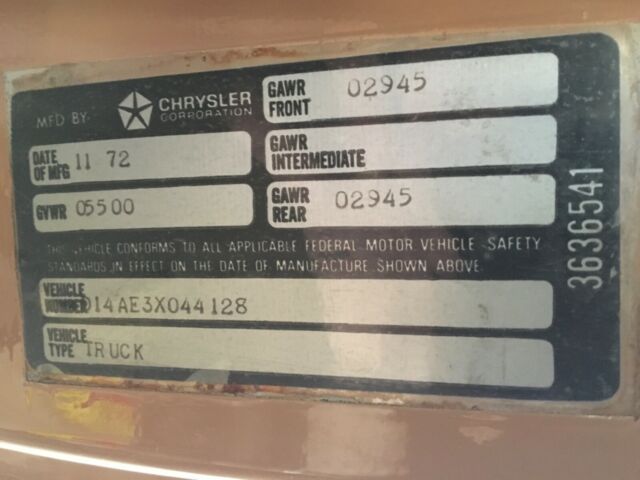 MFD BY CHRYSLER CORPORATION
GAWR FRONT 02945
DATE OF MFG 11 72
GAWR INTERMEDIATE
GVWR 05500
GAWR REAR 02945
THIS VEHICLE CONFORMS TO ALL APPLICABLE FEDERAL MOTOR VEHICLE SAFETY
STANDARDS IN EFFECT ON THE DATE OF MANUFACTURE SHOWN ABOVE.
VEHICLE NUMBER D14AE3X044128
VEHICLE TYPE TRUCK
3636541